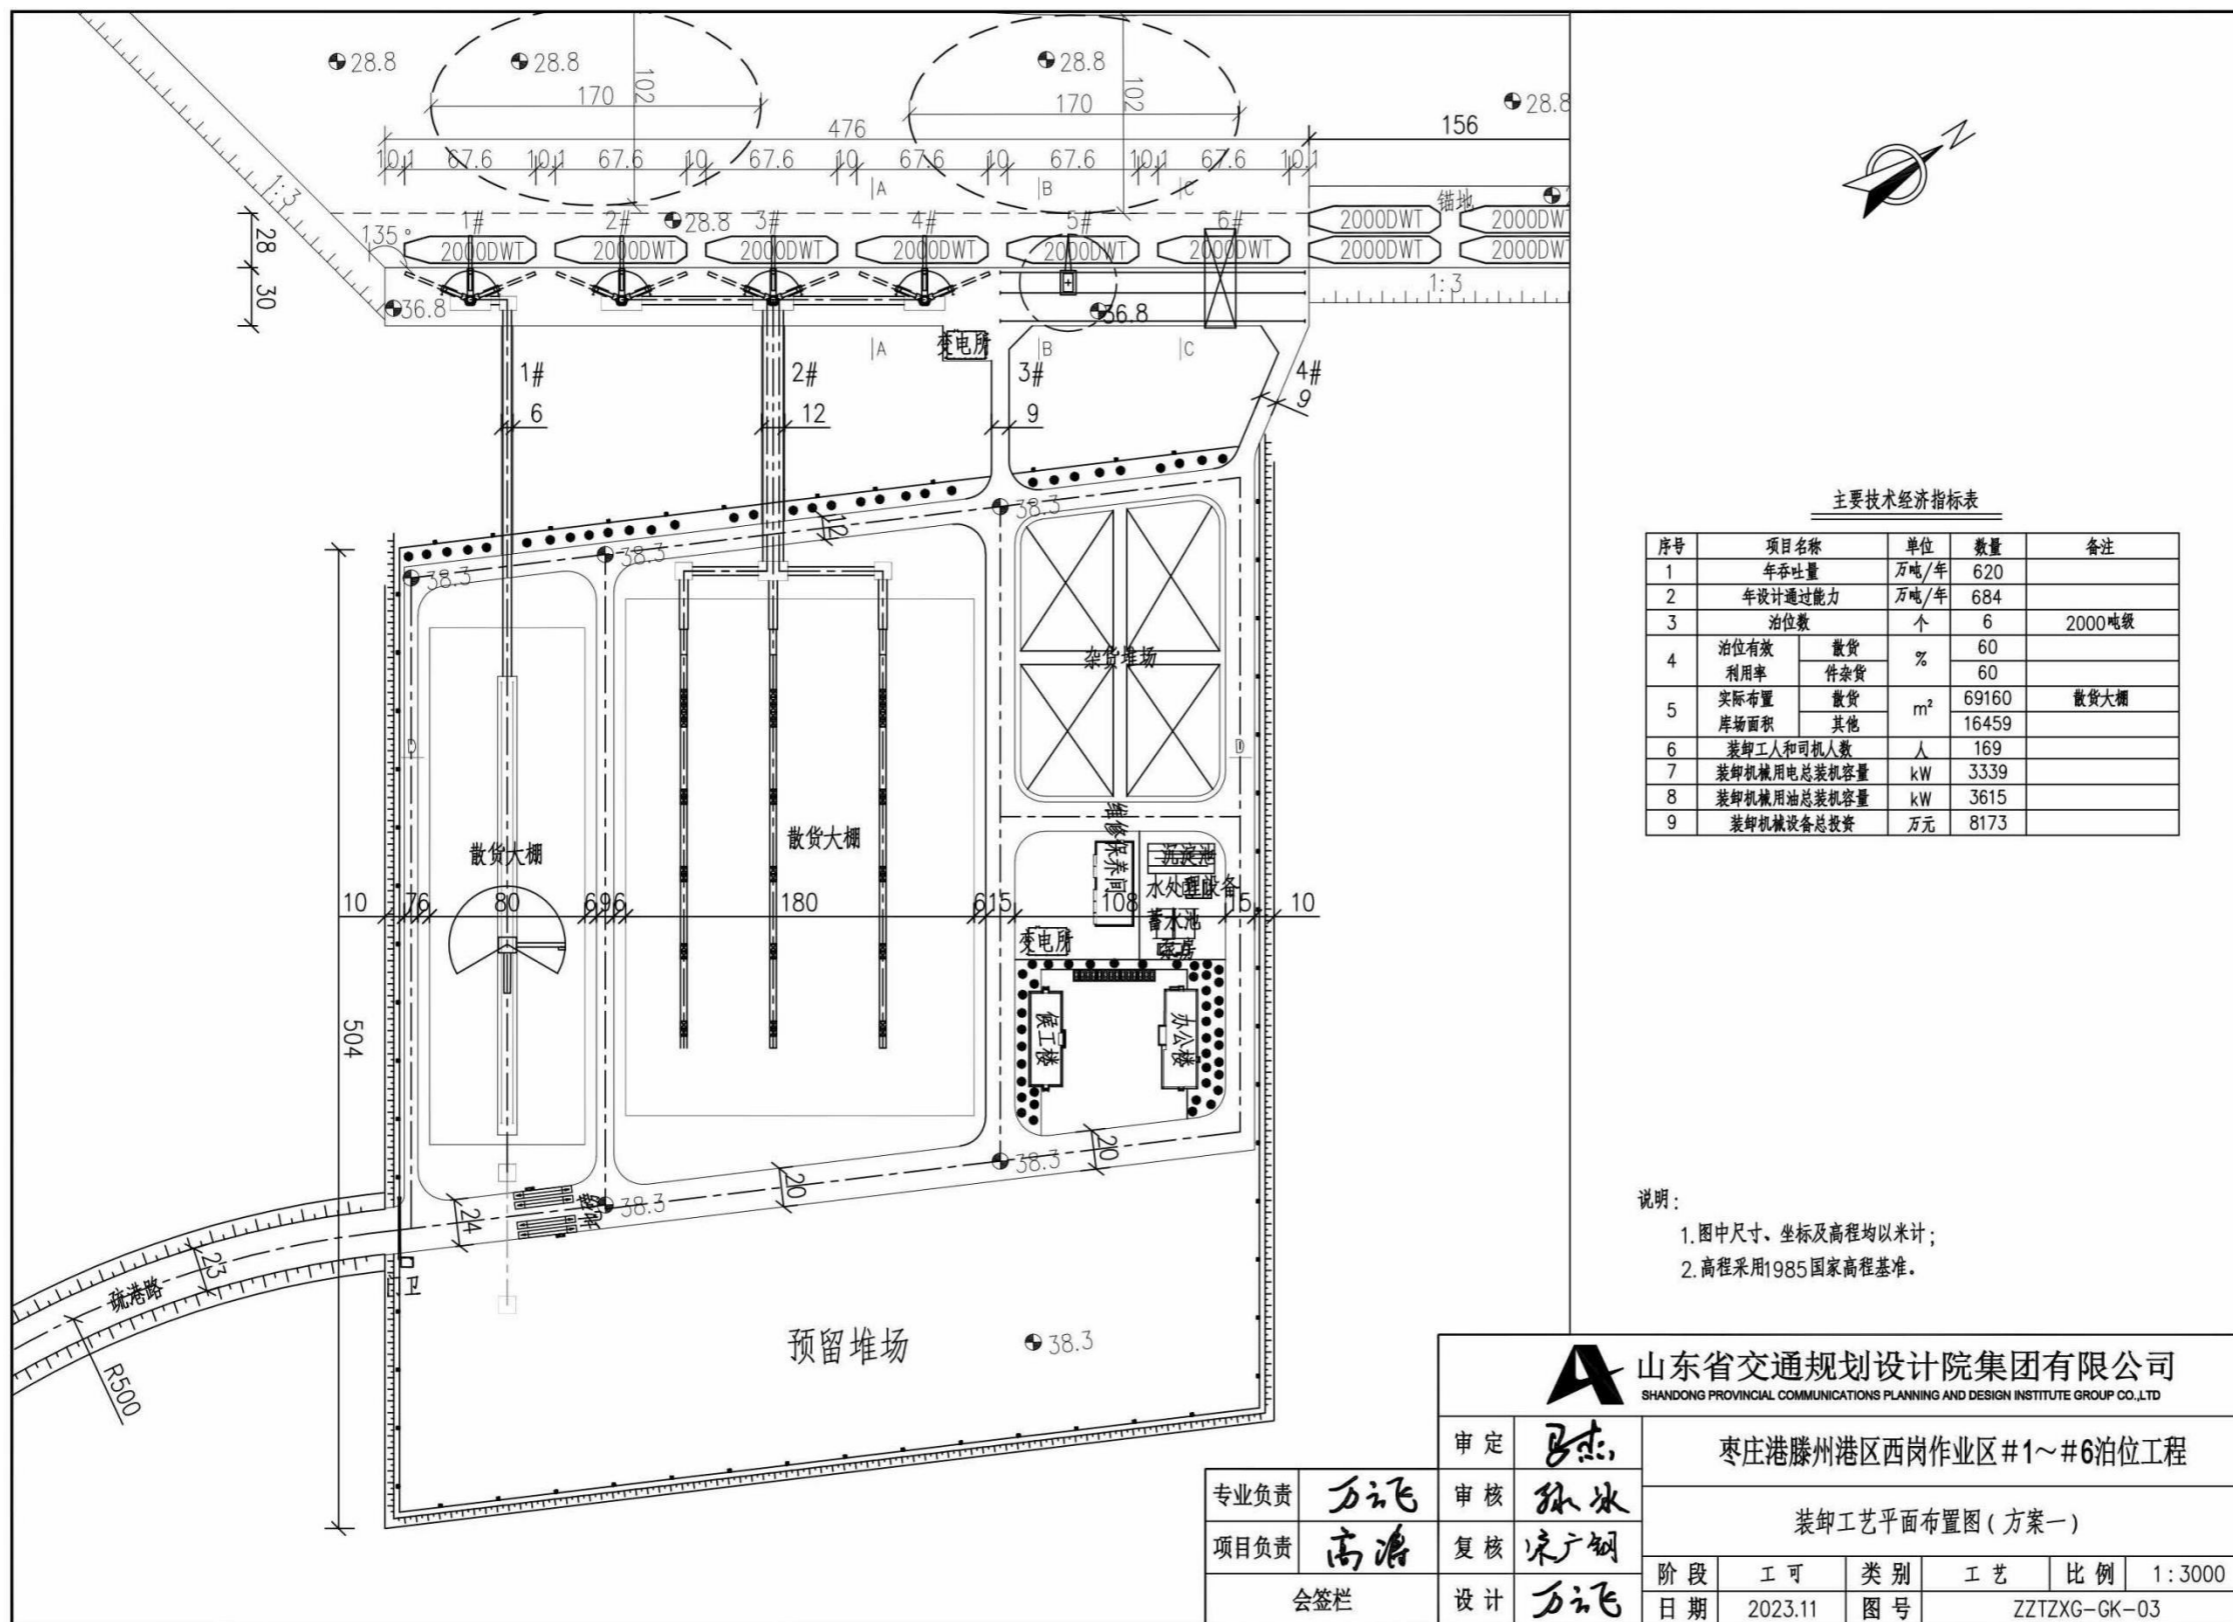 28.8
28.8
28.8
28.8
102
102
170
170
476
156
10.1 67.6 10.1 67.6 10 67.6 10 67.6 10 67.6 10.1 67.6 10.1
A B C
1:3
锚地
1# 2# 28.8 3# 4# 5# 6#
135°
2000DWT 2000DWT 2000DWT 2000DWT 2000DWT 2000DWT
2000DWT 2000DWT
2000DWT 2000DWT
28
30
1:3
36.8
36.8
变电所
A B C
1# 2# 3# 4#
6 12 9 9
38.3
38.3
38.3
12
杂货堆场
D D
维修保养间
散货大棚
散货大棚
沉淀池
水处理设备
蓄水池
泵房
变电所
10 7 6 80 6 9 6 180 6 15 108 15 10
504
候工楼
办公楼
20
38.3
20
38.3
24
23
疏港路
门卫
R500
预留堆场
38.3
N
主要技术经济指标表
序号 项目名称 单位 数量 备注
1 年吞吐量 万吨/年 620
2 年设计通过能力 万吨/年 684
3 泊位数 个 6 2000吨级
4 泊位有效利用率 散货 % 60
件杂货 60
5 实际布置库场面积 散货 m² 69160 散货大棚
其他 16459
6 装卸工人和司机人数 人 169
7 装卸机械用电总装机容量 kW 3339
8 装卸机械用油总装机容量 kW 3615
9 装卸机械设备总投资 万元 8173
说明：
1.图中尺寸、坐标及高程均以米计；
2.高程采用1985国家高程基准。
山东省交通规划设计院集团有限公司
SHANDONG PROVINCIAL COMMUNICATIONS PLANNING AND DESIGN INSTITUTE GROUP CO.,LTD
审定
枣庄港滕州港区西岗作业区#1～#6泊位工程
专业负责 万云飞 审核
装卸工艺平面布置图(方案一)
项目负责 复核
会签栏 设计 万云飞
阶段 工可 类别 工艺 比例 1:3000
日期 2023.11 图号 ZZTZXG-GK-03